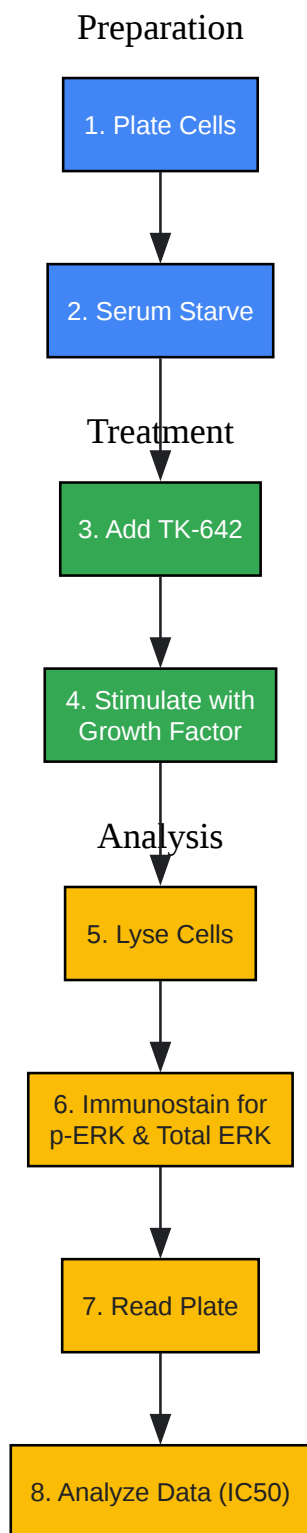 Preparation
1. Plate Cells
2. Serum Starve
Treatment
3. Add TK-642
4. Stimulate with
Growth Factor
Analysis
5. Lyse Cells
6. Immunostain for
p-ERK & Total ERK
7. Read Plate
8. Analyze Data (IC50)